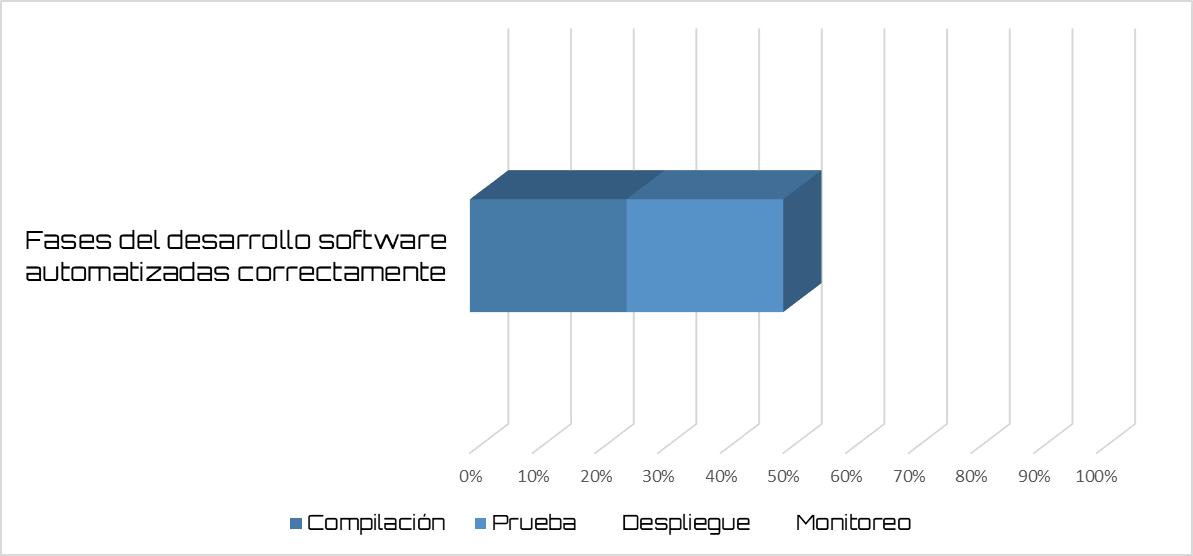 Fases del desarrollo software
automatizadas correctamente
0% 10% 20% 30% 40% 50% 60% 70% 80% 90% 100%
Compilación Prueba Despliegue Monitoreo